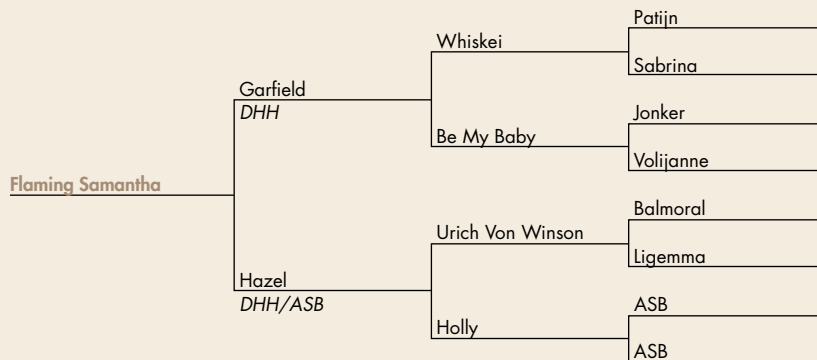 Patijn
Whiskei
Sabrina
Garfield
DHH
Jonker
Be My Baby
Volijanne
Flaming Samantha
Balmoral
Urich Von Winson
Ligemma
Hazel
DHH/ASB
ASB
Holly
ASB